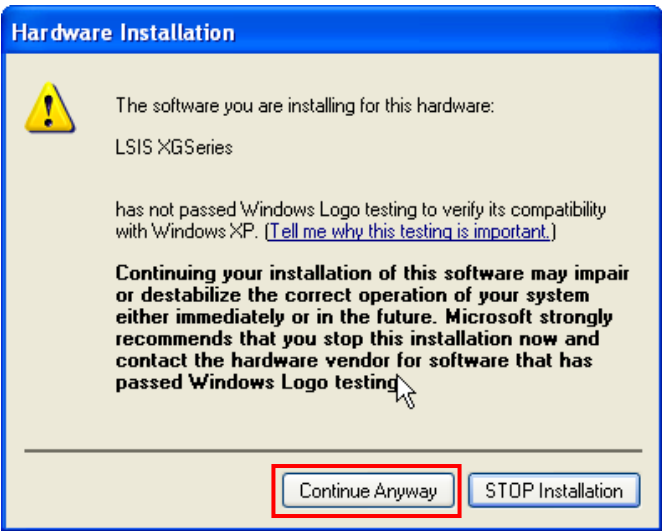 Hardware Installation
The software you are installing for this hardware:
LSIS XGSeries
has not passed Windows Logo testing to verify its compatibility
with Windows XP. (Tell me why this testing is important.)
Continuing your installation of this software may impair
or destabilize the correct operation of your system
either immediately or in the future. Microsoft strongly
recommends that you stop this installation now and
contact the hardware vendor for software that has
passed Windows Logo testing.
Continue Anyway
STOP Installation